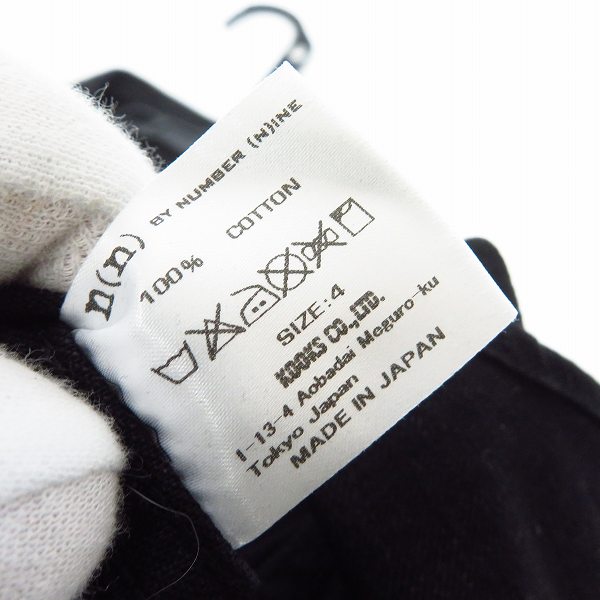 n(n) BY NUMBER (N)INE
100% COTTON
SIZE:4
KOOKS CO.,LTD.
1-13-4 Aobadai Meguro-ku
Tokyo Japan
MADE IN JAPAN